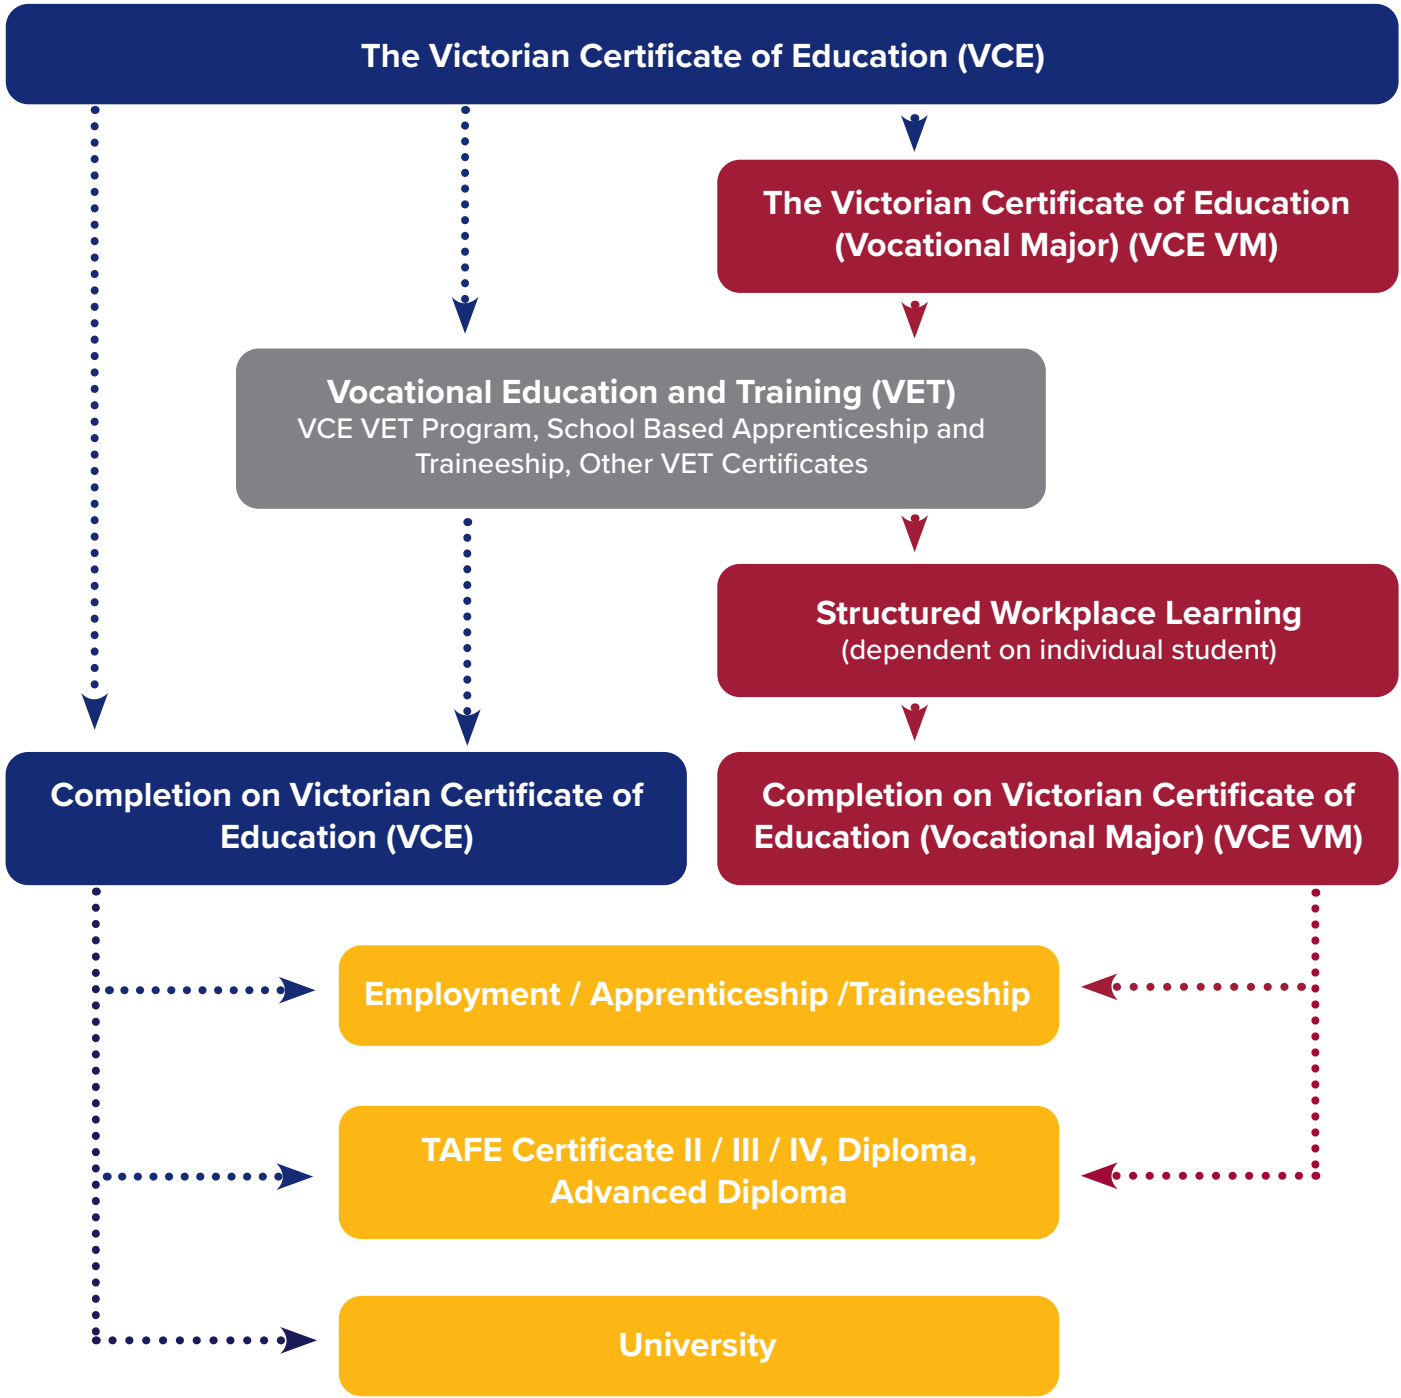 The Victorian Certificate of Education (VCE)
The Victorian Certificate of Education
(Vocational Major) (VCE VM)
Vocational Education and Training (VET)
VCE VET Program, School Based Apprenticeship and
Traineeship, Other VET Certificates
Structured Workplace Learning
(dependent on individual student)
Completion on Victorian Certificate of
Education (VCE)
Completion on Victorian Certificate of
Education (Vocational Major) (VCE VM)
Employment / Apprenticeship /Traineeship
TAFE Certificate II / III / IV, Diploma,
Advanced Diploma
University